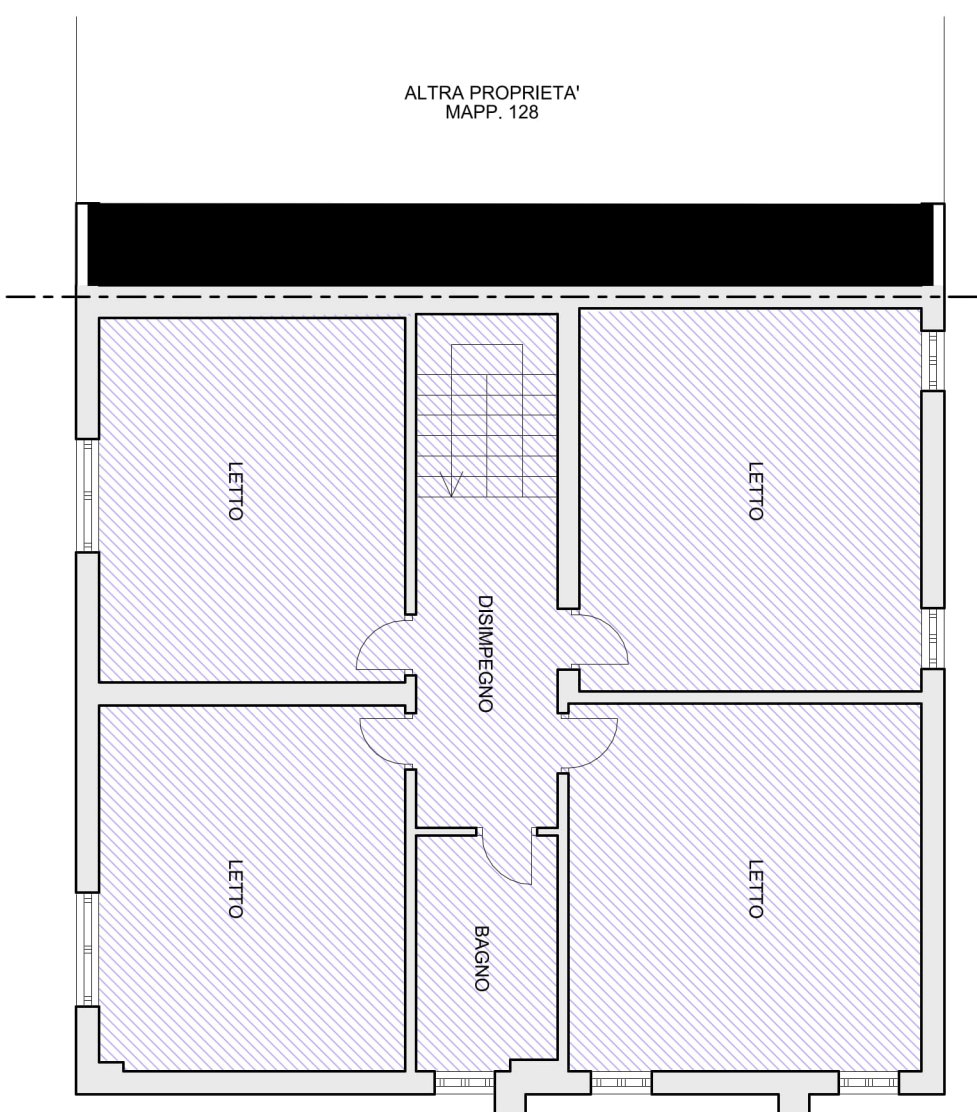 ALTRA PROPRIETA'
MAPP. 128
LETTO
LETTO
DISIMPEGNO
LETTO
LETTO
BAGNO